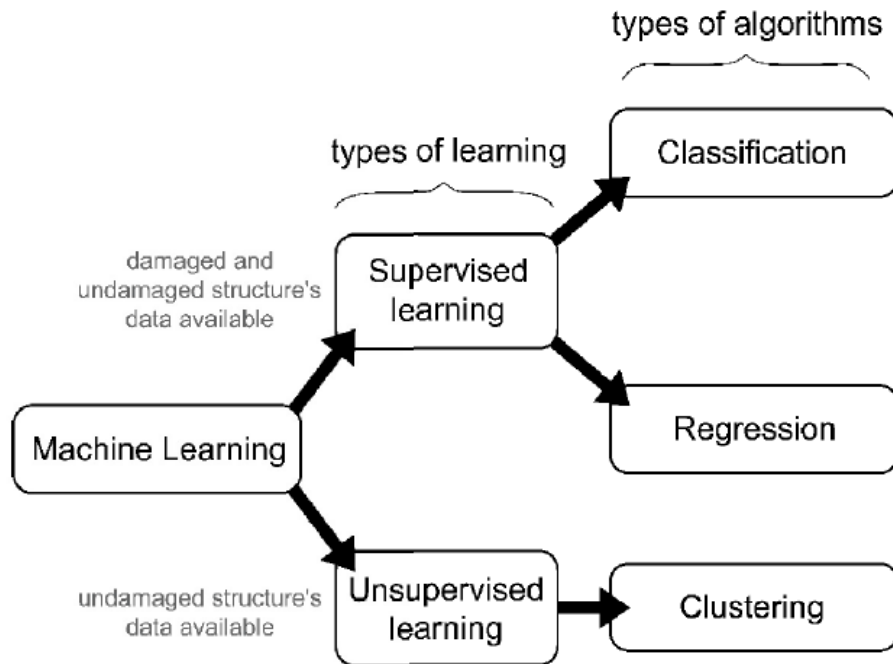 types of algorithms
Classification
types of learning
damaged and
undamaged structure's
data available
Supervised
learning
Machine Learning
Regression
undamaged structure's
data available
Unsupervised
learning
Clustering